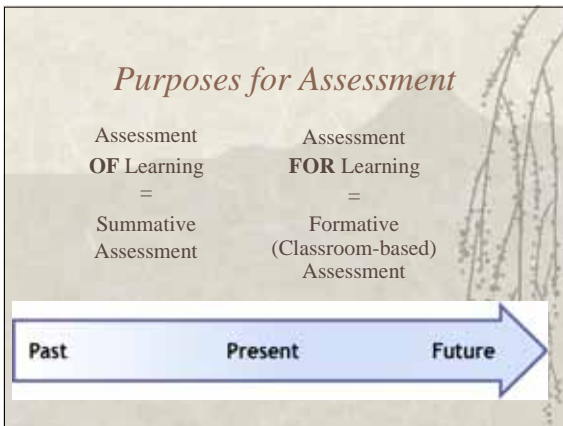 Purposes for Assessment
Assessment
OF Learning
=
Summative
Assessment
Assessment
FOR Learning
=
Formative
(Classroom-based)
Assessment
Past Present Future